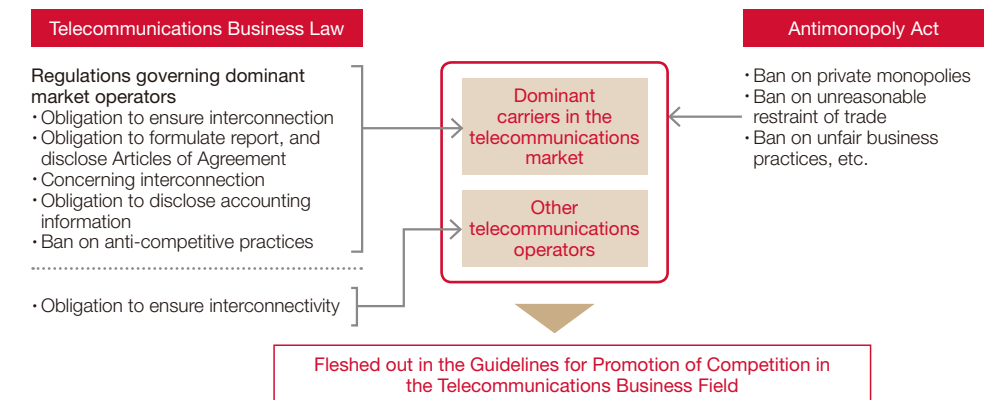 Telecommunications Business Law
Regulations governing dominant
market operators
・Obligation to ensure interconnection
・Obligation to formulate report, and
disclose Articles of Agreement
・Concerning interconnection
・Obligation to disclose accounting
information
・Ban on anti-competitive practices
・Obligation to ensure interconnectivity
Dominant
carriers in the
telecommunications
market
Other
telecommunications
operators
Antimonopoly Act
・Ban on private monopolies
・Ban on unreasonable
restraint of trade
・Ban on unfair business
practices, etc.
Fleshed out in the Guidelines for Promotion of Competition in
the Telecommunications Business Field